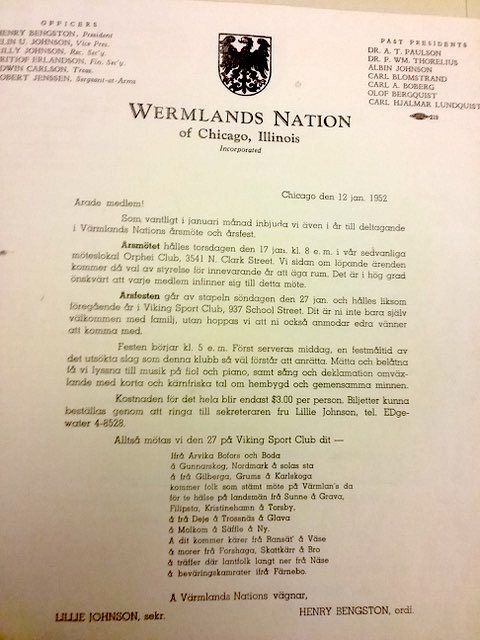 OFFICERS
HENRY BENGSTON, President
ELIN U. JOHNSON, Vice Pres.
LILLY JOHNSON, Rec. Sec'y.
FRITIOF ERLANDSON, Fin. Sec'y.
EDWIN CARLSON, Treas.
ROBERT JENSSEN, Sergeant-at-Arms
PAST PRESIDENTS
DR. A. T. PAULSON
DR. P. WM. THORELIUS
ALBIN JOHNSON
CARL BLOMSTRAND
CARL A. BOBERG
OLOF BERGQUIST
CARL HJALMAR LUNDQUIST
WERMLANDS NATION
of Chicago, Illinois
Incorporated
Chicago den 12 jan. 1952
Ärade medlem!
Som vantligt i januari månad inbjuda vi även i år till deltagande
i Värmlands Nations årsmöte och årsfest.
Årsmötet hålles torsdagen den 17 jan. kl. 8 e. m. i vår sedvanliga
möteslokal Orphei Club, 3541 N. Clark Street. Vi sidan om löpande ärenden
kommer då val av styrelse för innevarande år att äga rum. Det är i hög grad
önskvärt att varje medlem infinner sig till detta möte.
Årsfesten går av stapeln söndagen den 27 jan. och hålles liksom
föregående år i Viking Sport Club, 937 School Street. Dit är ni inte bara själv
välkommen med familj, utan hoppas vi att ni också anmodar edra vänner
att komma med.
Festen börjar kl. 5 e. m. Först serveras middag, en festmåltid av
det utsökta slag som denna klubb så väl förstår att anrätta. Mätta och belåtna
få vi lyssna till musik på fiol och piano, samt sång och deklamation omväx-
lande med korta och kärnfriska tal om hembygd och gemensamma minnen.
Kostnaden för det hela blir endast $3.00 per person. Biljetter kunna
beställas genom att ringa till sekreteraren fru Lillie Johnson, tel. EDge-
water 4-8528.
Alltså mötas vi den 27 på Viking Sport Club dit —
Ifrå Arvika Bofors och Boda
å Gunnarskog, Nordmark å solas sta
å frå Gilberga, Grums å Karlskoga
kommer folk som stämt möte på Värmlan's da
för te hälse på landsmän frå Sunne å Grava,
Filipsta, Kristinehamn å Torsby,
å frå Deje å Trossnäs å Glava
å Molkom å Säffle å Ny.
A dit kommer kärer frå Ransät' å Väse
å morer frå Forshaga, Skattkärr å Bro
å träffer där lantfolk langt ner frå Näse
å beväringskamrater ifrå Färnebo.
A Värmlands Nations vägnar,
LILLIE JOHNSON, sekr.
HENRY BENGSTON, ordf.